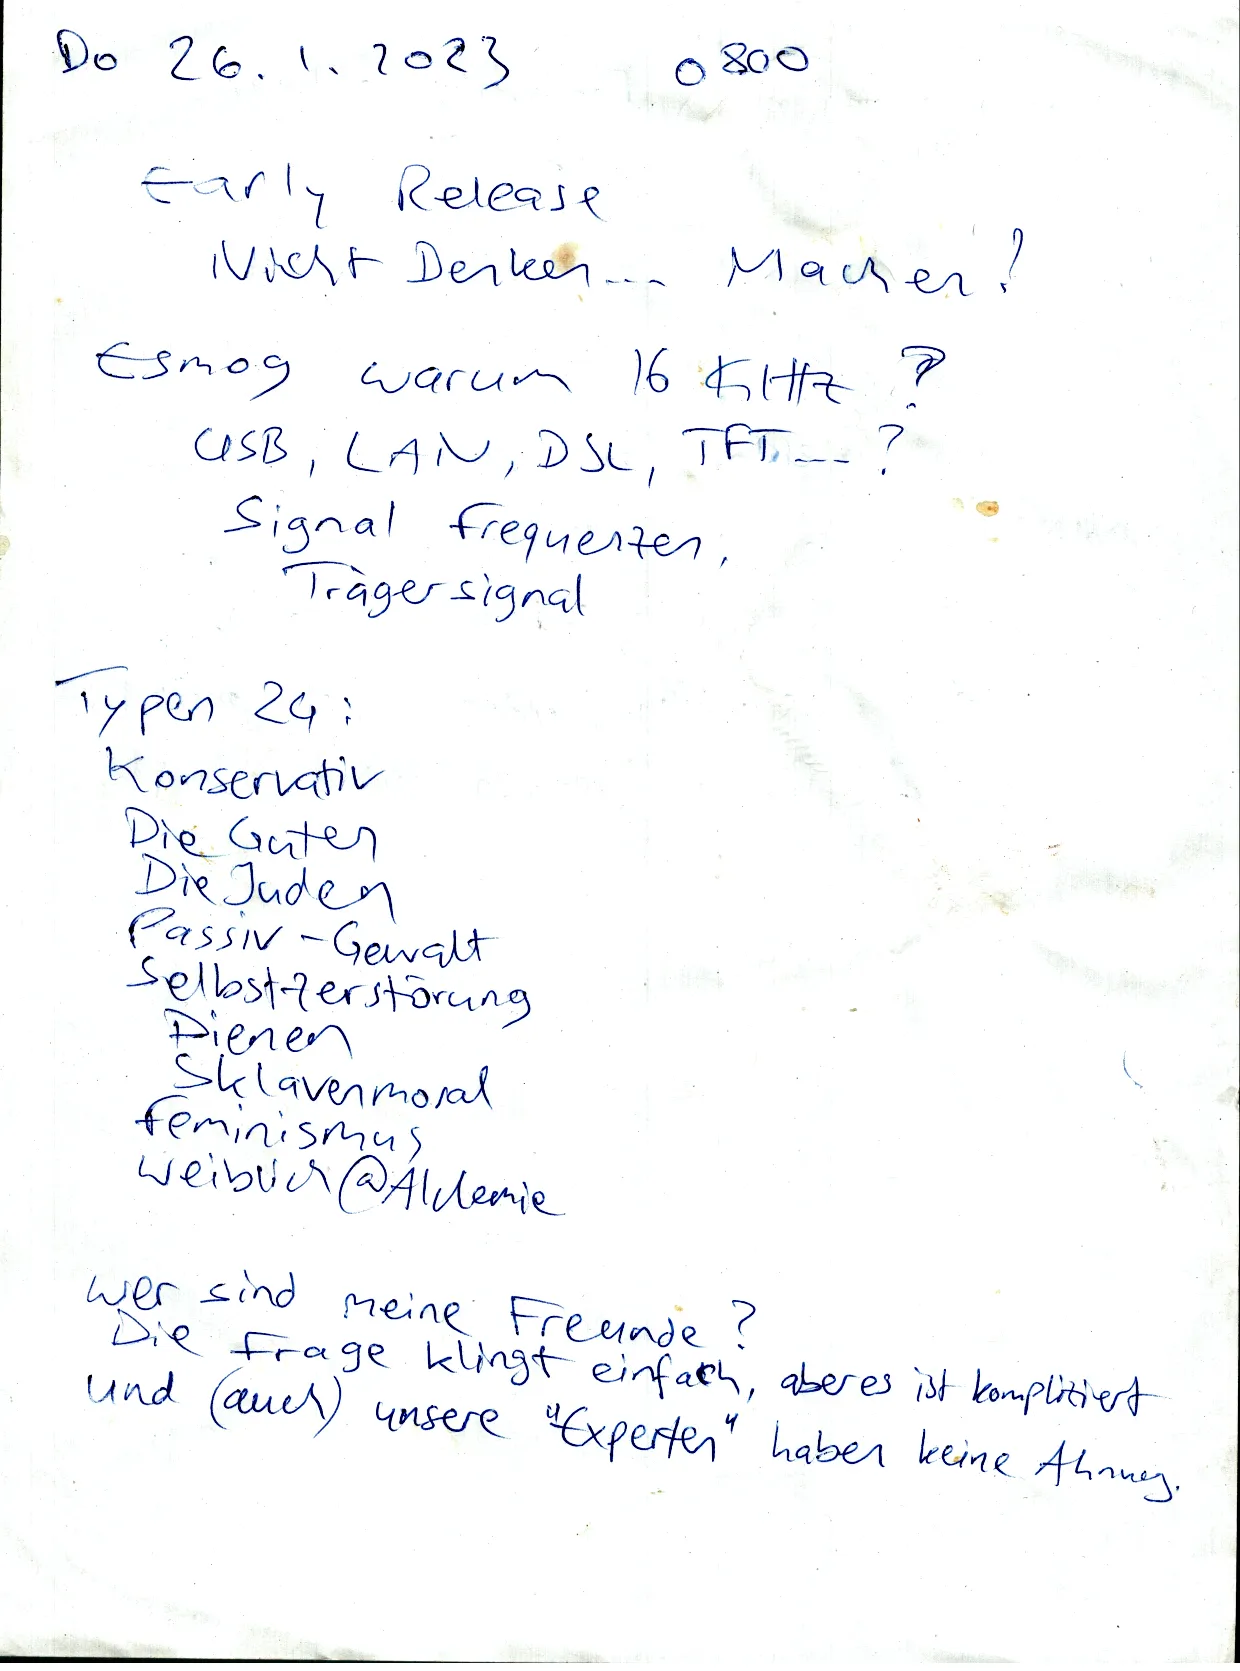 Do 26.1.2023 0800
Early Release
Nicht Denken... Machen!
Esmog warum 16 KHz ?
USB, LAN, DSL, TFT... ?
Signal Frequenzen,
Trägersignal
Typen 24:
Konservativ
Die Guten
Die Juden
Passiv-Gewalt
Selbst-Zerstörung
Dienen
Sklavenmoral
Feminismus
Weiblich@Alchemie
Wer sind meine Freunde?
Die Frage klingt einfach, aber es ist kompliziert
und (auch) unsere "Experten" haben keine Ahnung.